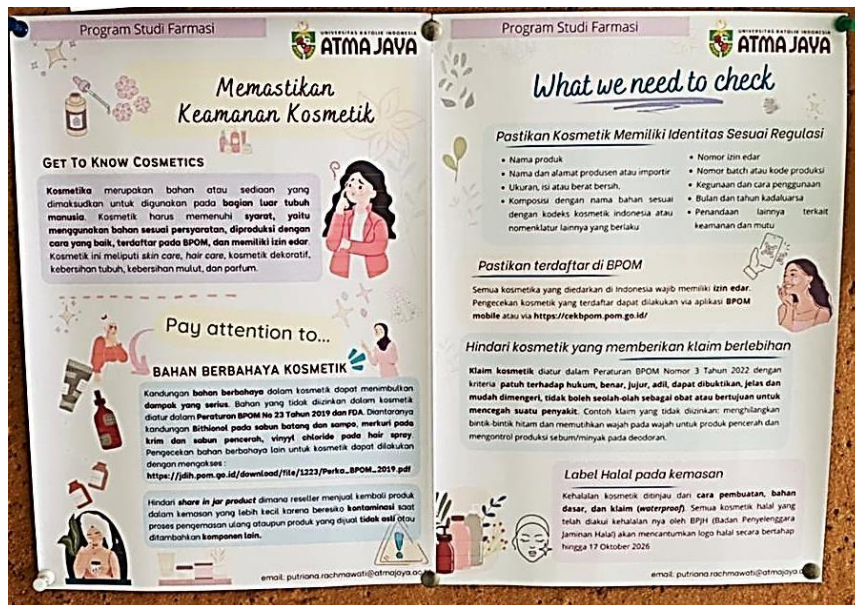 Program Studi Farmasi
UNIVERSITAS KATOLIK INDONESIA
ATMA JAYA
Memastikan
Keamanan Kosmetik
GET TO KNOW COSMETICS
Kosmetika merupakan bahan atau sediaan yang
dimaksudkan untuk digunakan pada bagian luar tubuh
manusia. Kosmetik harus memenuhi syarat, yaitu
menggunakan bahan sesuai persyaratan, diproduksi dengan
cara yang baik, terdaftar pada BPOM, dan memiliki izin edar.
Kosmetik ini meliputi skin care, hair care, kosmetik dekoratif,
kebersihan tubuh, kebersihan mulut, dan parfum.
Pay attention to...
BAHAN BERBAHAYA KOSMETIK
Kandungan bahan berbahaya dalam kosmetik dapat menimbulkan
dampak yang serius. Bahan yang tidak diizinkan dalam kosmetik
diatur dalam Peraturan BPOM No 23 Tahun 2019 dan FDA. Diantaranya
kandungan Bithionol pada sabun batang dan sampo, merkuri pada
krim dan sabun pencerah, vinyyl chloride pada hair spray.
Pengecekan bahan berbahaya lain untuk kosmetik dapat dilakukan
dengan mengakses :
https://jdih.pom.go.id/download/file/1223/Perka_BPOM_2019.pdf
Hindari share in jar product dimana reseller menjual kembali produk
dalam kemasan yang lebih kecil karena beresiko kontaminasi saat
proses pengemasan ulang ataupun produk yang dijual tidak asli atau
ditambahkan komponen lain.
email: putriana.rachmawati@atmajaya.ac
Program Studi Farmasi
UNIVERSITAS KATOLIK INDONESIA
ATMA JAYA
What we need to check
Pastikan Kosmetik Memiliki Identitas Sesuai Regulasi
• Nama produk
• Nama dan alamat produsen atau importir
• Ukuran, isi atau berat bersih.
• Komposisi dengan nama bahan sesuai
dengan kodeks kosmetik indonesia atau
nomenklatur lainnya yang berlaku
• Nomor izin edar
• Nomor batch atau kode produksi
• Kegunaan dan cara penggunaan
• Bulan dan tahun kadaluarsa
• Penandaan lainnya terkait
keamanan dan mutu
Pastikan terdaftar di BPOM
Semua kosmetika yang diedarkan di Indonesia wajib memiliki izin edar.
Pengecekan kosmetik yang terdaftar dapat dilakukan via aplikasi BPOM
mobile atau via https://cekbpom.pom.go.id/
Hindari kosmetik yang memberikan klaim berlebihan
Klaim kosmetik diatur dalam Peraturan BPOM Nomor 3 Tahun 2022 dengan
kriteria patuh terhadap hukum, benar, jujur, adil, dapat dibuktikan, jelas dan
mudah dimengeri, tidak boleh seolah-olah sebagai obat atau bertujuan untuk
mencegah suatu penyakit. Contoh klaim yang tidak diizinkan: menghilangkan
bintik-bintik hitam dan memutihkan wajah pada wajah untuk produk pencerah dan
mengontrol produksi sebum/minyak pada deodoran.
Label Halal pada kemasan
Kehalalan kosmetik ditinjau dari cara pembuatan, bahan
dasar, dan klaim (waterproof). Semua kosmetik halal yang
telah diakui kehalalan nya oleh BPJH (Badan Penyelenggara
Jaminan Halal) akan mencantumkan logo halal secara bertahap
hingga 17 Oktober 2026
email: putriana.rachmawati@atmajaya.ac